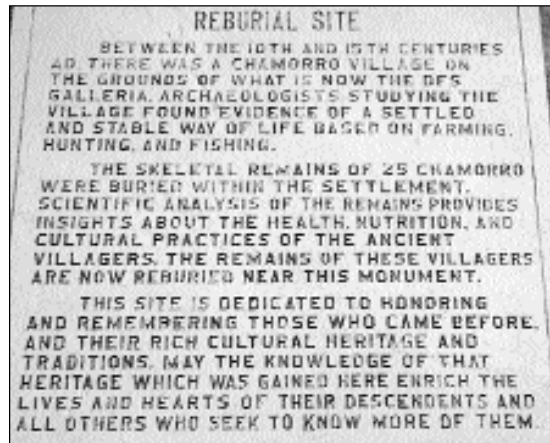 REBURIAL SITE
BETWEEN THE 10TH AND 15TH CENTURIES
AD, THERE WAS A CHAMORRO VILLAGE ON
THE GROUNDS OF WHAT IS NOW THE DFS
GALLERIA. ARCHAEOLOGISTS STUDYING THE
VILLAGE FOUND EVIDENCE OF A SETTLED
AND STABLE WAY OF LIFE BASED ON FARMING,
HUNTING, AND FISHING.
THE SKELETAL REMAINS OF 25 CHAMORRO
WERE BURIED WITHIN THE SETTLEMENT.
SCIENTIFIC ANALYSIS OF THE REMAINS PROVIDES
INSIGHTS ABOUT THE HEALTH, NUTRITION, AND
CULTURAL PRACTICES OF THE ANCIENT
VILLAGERS. THE REMAINS OF THESE VILLAGERS
ARE NOW REBURIED NEAR THIS MONUMENT.
THIS SITE IS DEDICATED TO HONORING
AND REMEMBERING THOSE WHO CAME BEFORE,
AND THEIR RICH CULTURAL HERITAGE AND
TRADITIONS. MAY THE KNOWLEDGE OF THAT
HERITAGE WHICH WAS GAINED HERE ENRICH THE
LIVES AND HEARTS OF THEIR DESCENDENTS AND
ALL OTHERS WHO SEEK TO KNOW MORE OF THEM.